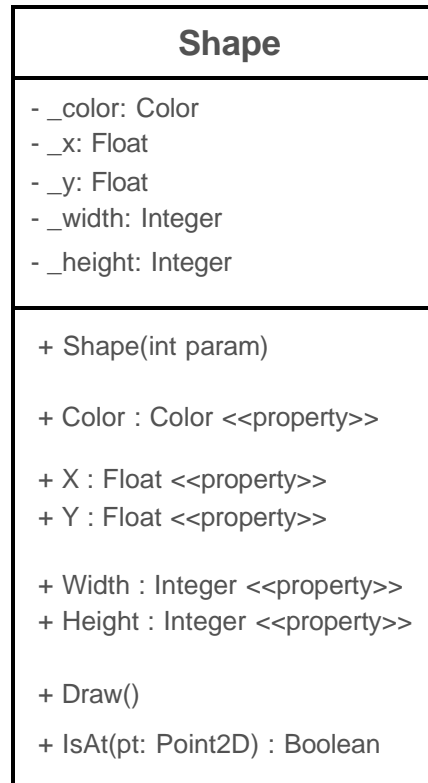 Shape
- _color: Color
- _x: Float
- _y: Float
- _width: Integer
- _height: Integer
+ Shape(int param)
+ Color : Color <<property>>
+ X : Float <<property>>
+ Y : Float <<property>>
+ Width : Integer <<property>>
+ Height : Integer <<property>>
+ Draw()
+ IsAt(pt: Point2D) : Boolean